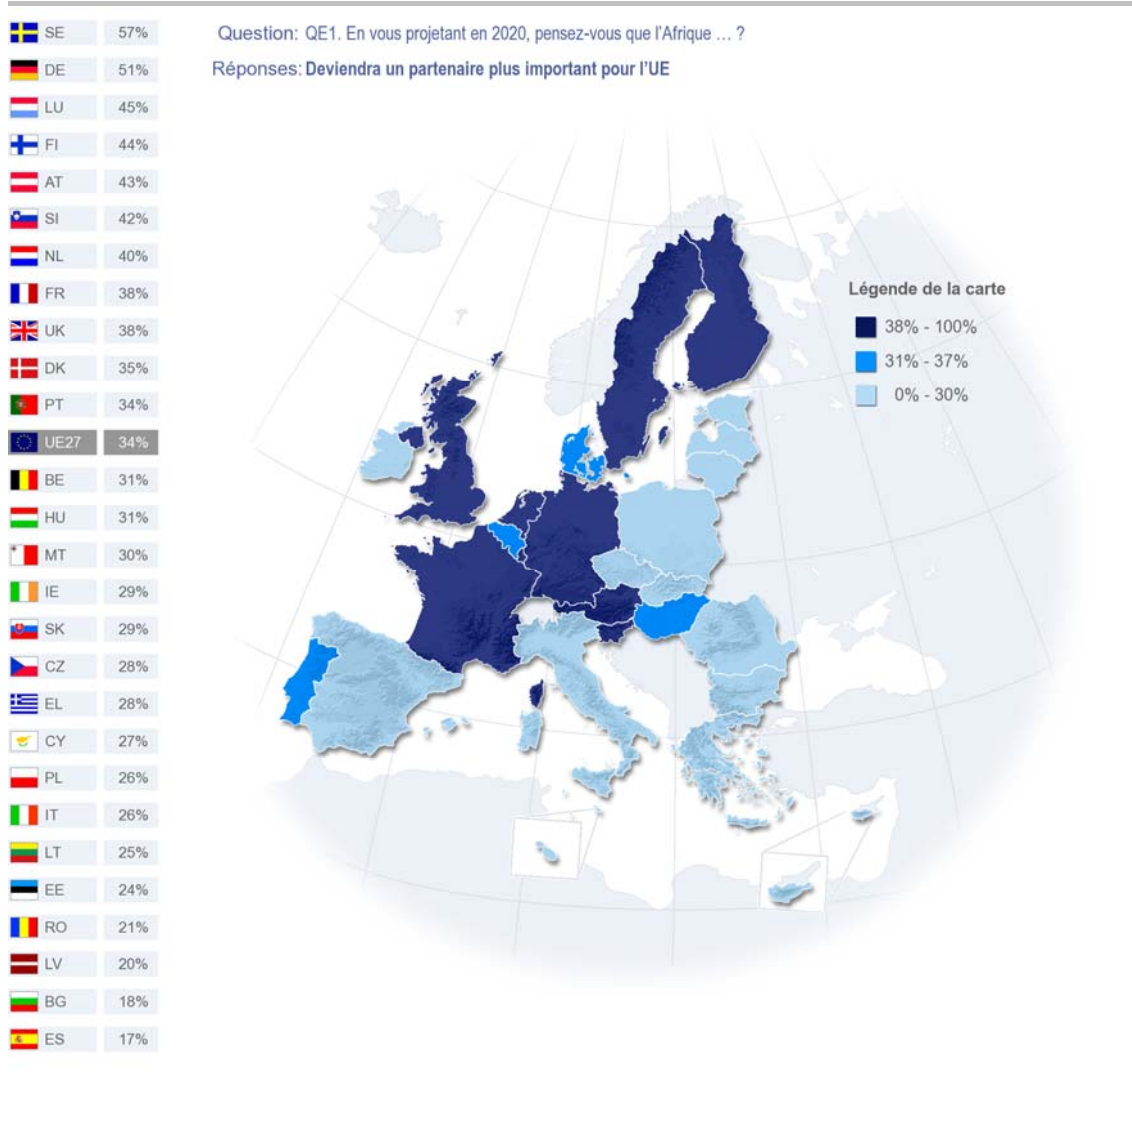 Question: QE1. En vous projetant en 2020, pensez-vous que l'Afrique … ?
Réponses: Deviendra un partenaire plus important pour l'UE
SE 57%
DE 51%
LU 45%
FI 44%
AT 43%
SI 42%
NL 40%
FR 38%
UK 38%
DK 35%
PT 34%
UE27 34%
BE 31%
HU 31%
MT 30%
IE 29%
SK 29%
CZ 28%
EL 28%
CY 27%
PL 26%
IT 26%
LT 25%
EE 24%
RO 21%
LV 20%
BG 18%
ES 17%
Légende de la carte
38% - 100%
31% - 37%
0% - 30%